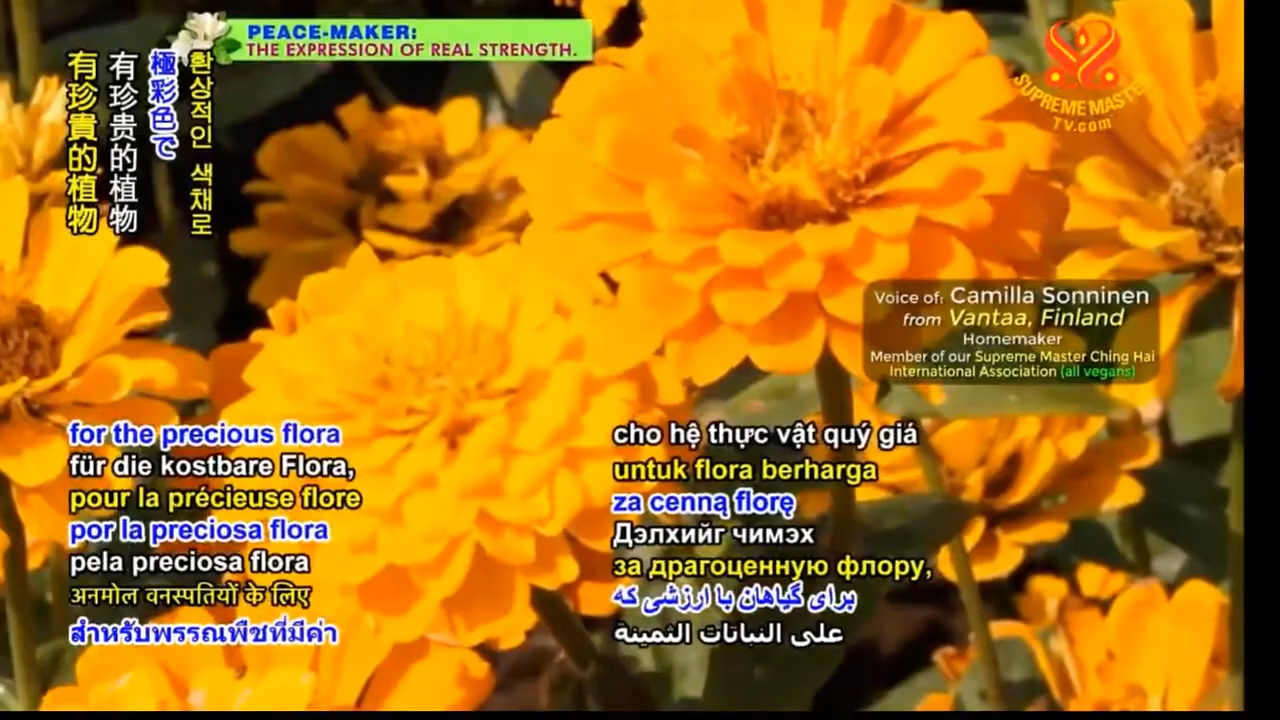 PEACE-MAKER:
THE EXPRESSION OF REAL STRENGTH.
SUPREME MASTER
TV.com
환상적인 색채로
極彩色で
有珍贵的植物
有珍貴的植物
Voice of: Camilla Sonninen
from Vantaa, Finland
Homemaker
Member of our Supreme Master Ching Hai
International Association (all vegans)
for the precious flora
für die kostbare Flora,
pour la précieuse flore
por la preciosa flora
pela preciosa flora
अनमोल वनस्पतियों के लिए
สำหรับพรรณพืชที่มีค่า
cho hệ thực vật quý giá
untuk flora berharga
za cenną florę
Дэлхийг чимэх
за драгоценную флору,
برای گیاهان با ارزشی که
على النباتات الثمينة